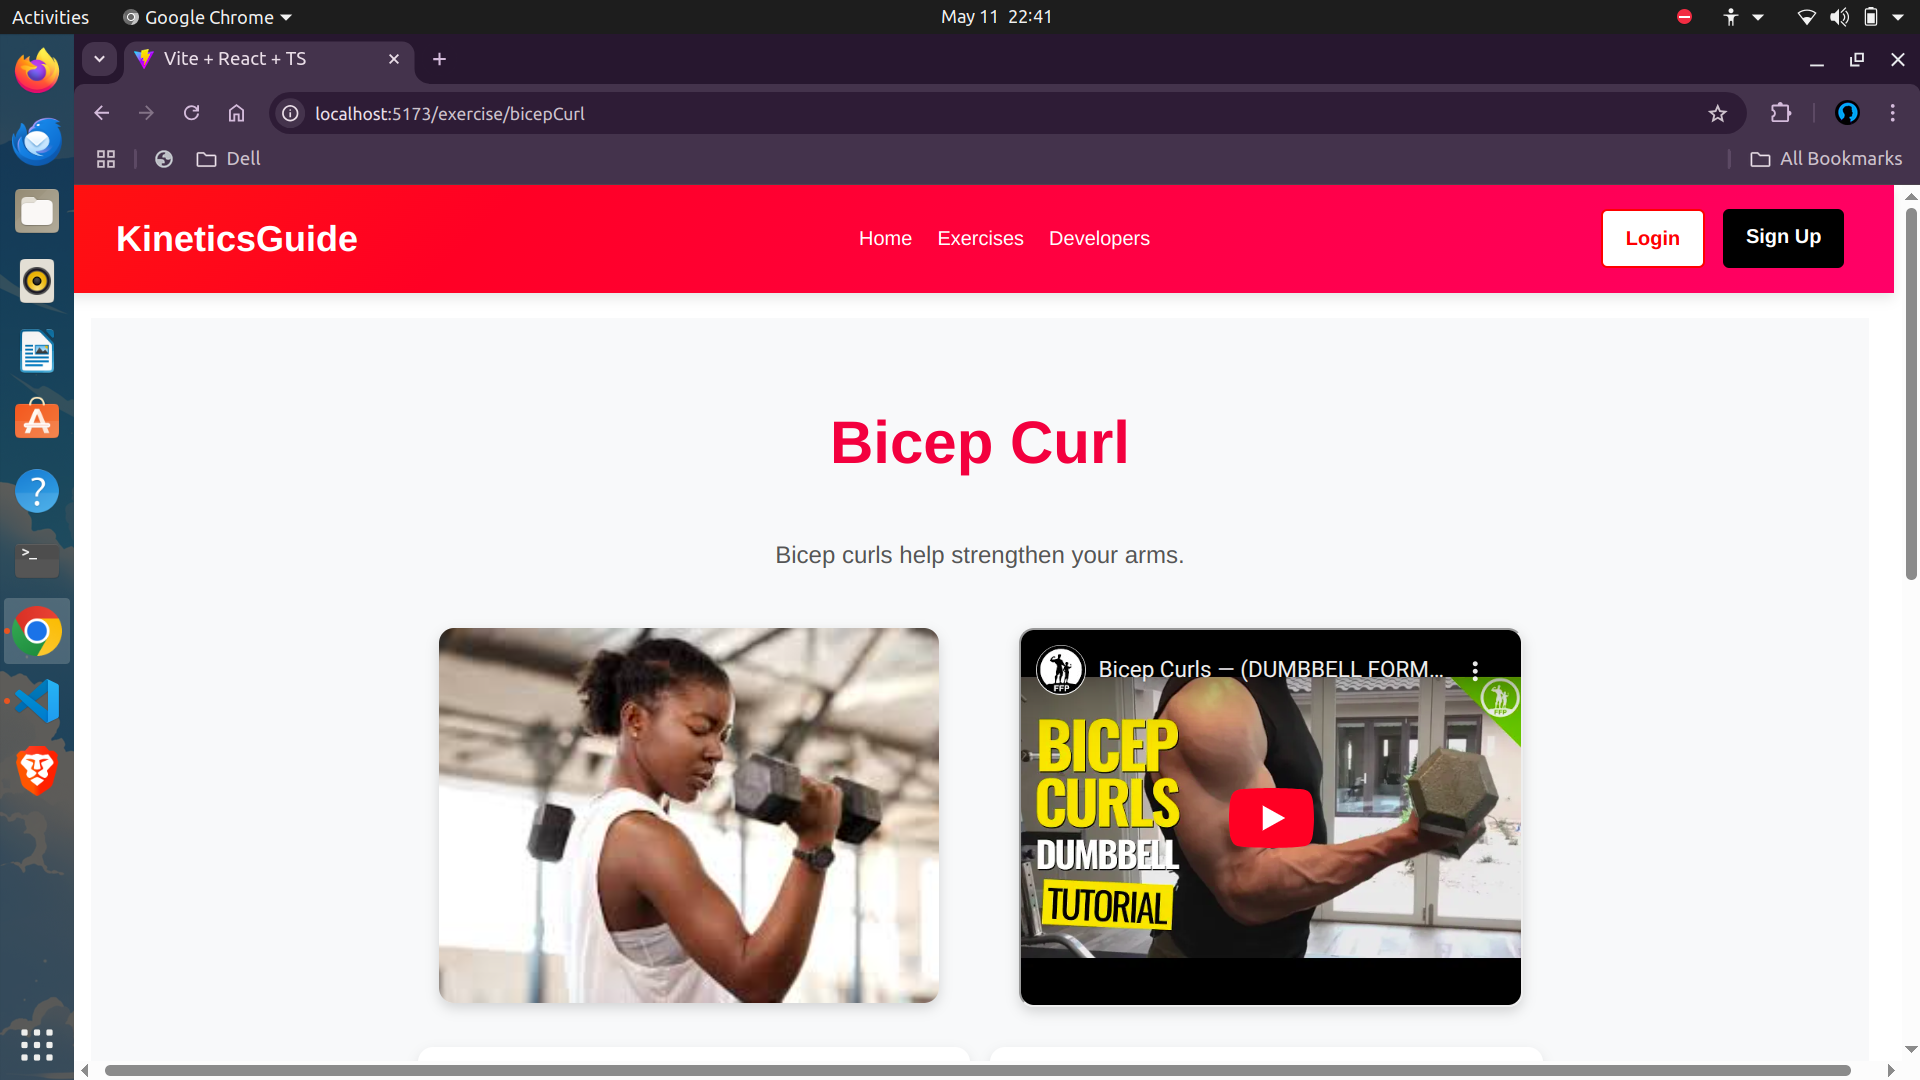 Activities
Google Chrome
May 11 22:41
Vite + React + TS
localhost:5173/exercise/bicepCurl
Dell
All Bookmarks
KineticsGuide
Home
Exercises
Developers
Login
Sign Up
Bicep Curl
Bicep curls help strengthen your arms.
FFP
Bicep Curls — (DUMBBELL FORM...
FFP
BICEP
CURLS
DUMBBELL
TUTORIAL